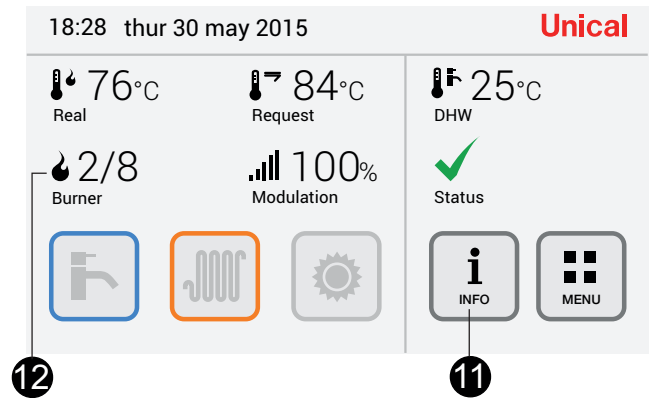 18:28 thur 30 may 2015 Unical
76°C 84°C 25°C
Real Request DHW
2/8 100%
Burner Modulation Status
INFO MENU
12 11